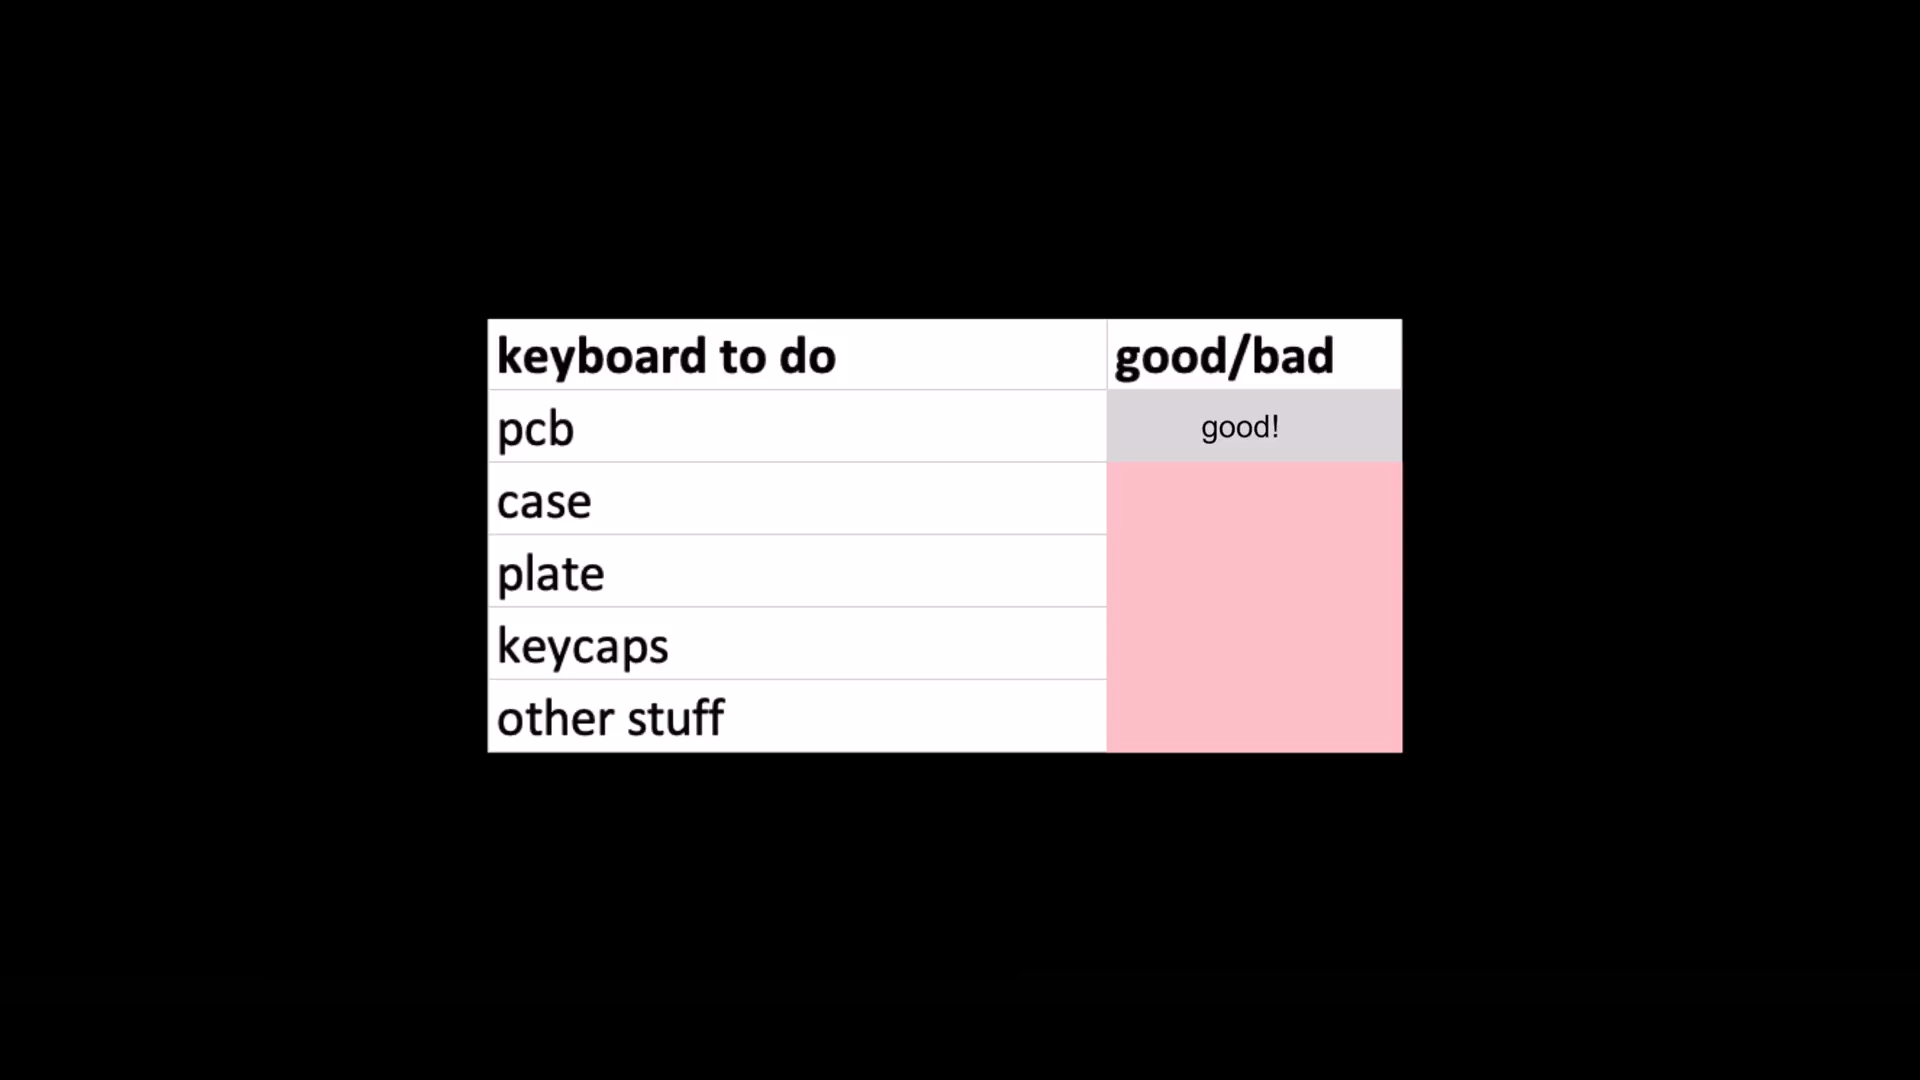 keyboard to do good/bad
pcb good!
case
plate
keycaps
other stuff